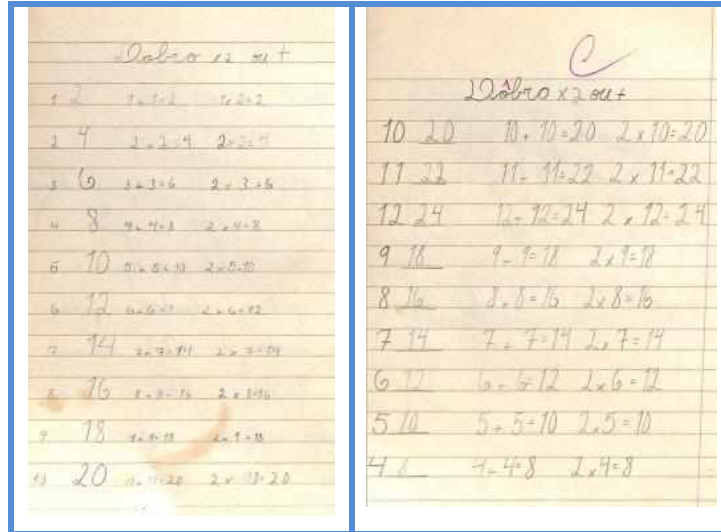 Dobro x2 ou +
1 2 1+1=2 1x2=2
2 4 2+2=4 2x2=4
3 6 3+3=6 2x3=6
4 8 4+4=8 2x4=8
5 10 5+5=10 2x5=10
6 12 6+6=1 2x6=12
7 14 7+7=14 2x7=14
8 16 8+8=16 2x8=16
9 18 9+9=18 2x9=18
10 20 2x10=20
C
Dôbro x2 ou +
10 20 10+10=20 2x10=20
11 22 11+11=22 2x11=22
12 24 12+12=24 2x12=24
9 18 9+9=18 2x9=18
8 16 8+8=16 2x8=16
7 14 7+7=14 2x7=14
6 12 6+6=12 2x6=12
5 10 5+5=10 2x5=10
4 8 4+4=8 2x4=8